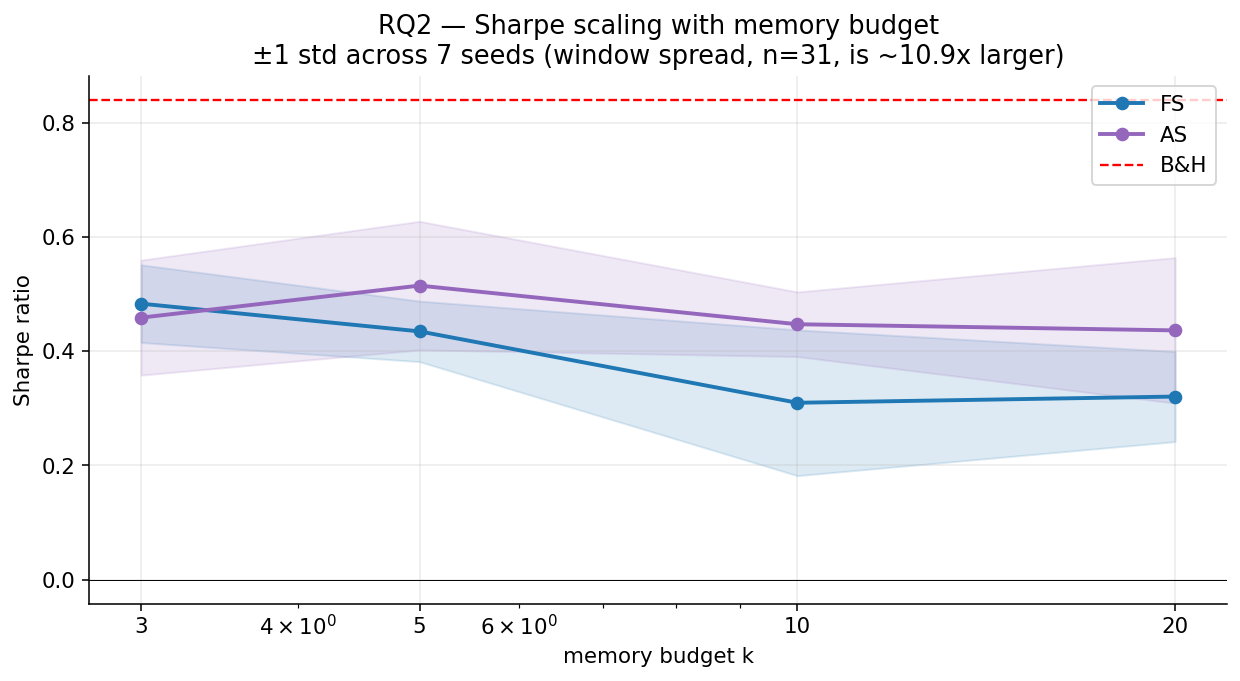 RQ2 — Sharpe scaling with memory budget
±1 std across 7 seeds (window spread, n=31, is ~10.9x larger)
FS
AS
B&H
Sharpe ratio
0.8
0.6
0.4
0.2
0.0
3 4 × 10⁰ 5 6 × 10⁰ 10 20
memory budget k